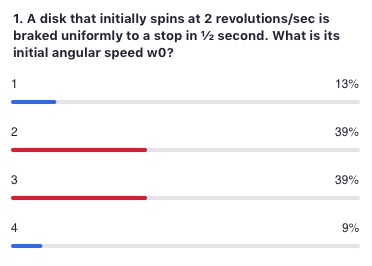 1. A disk that initially spins at 2 revolutions/sec is
braked uniformly to a stop in ½ second. What is its
initial angular speed w0?
1 13%
2 39%
3 39%
4 9%